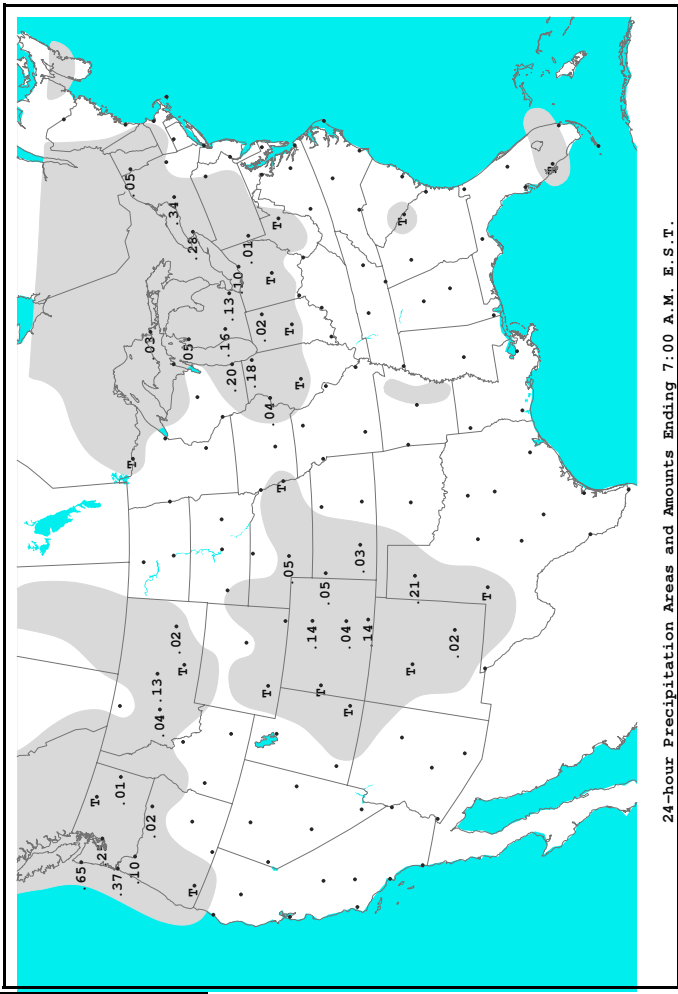 .65
T
.37
.01
T
.05
.10
.02
.03
.04
.13
.02
.34
T
.05
T
.28
.16
.13
.20
.10
.01
.18
.02
T
.04
T
T
T
.05
T
T
.14
T
.05
.04
T
.03
.14
T
T
.21
.02
T
T
24-hour Precipitation Areas and Amounts Ending 7:00 A.M. E.S.T.